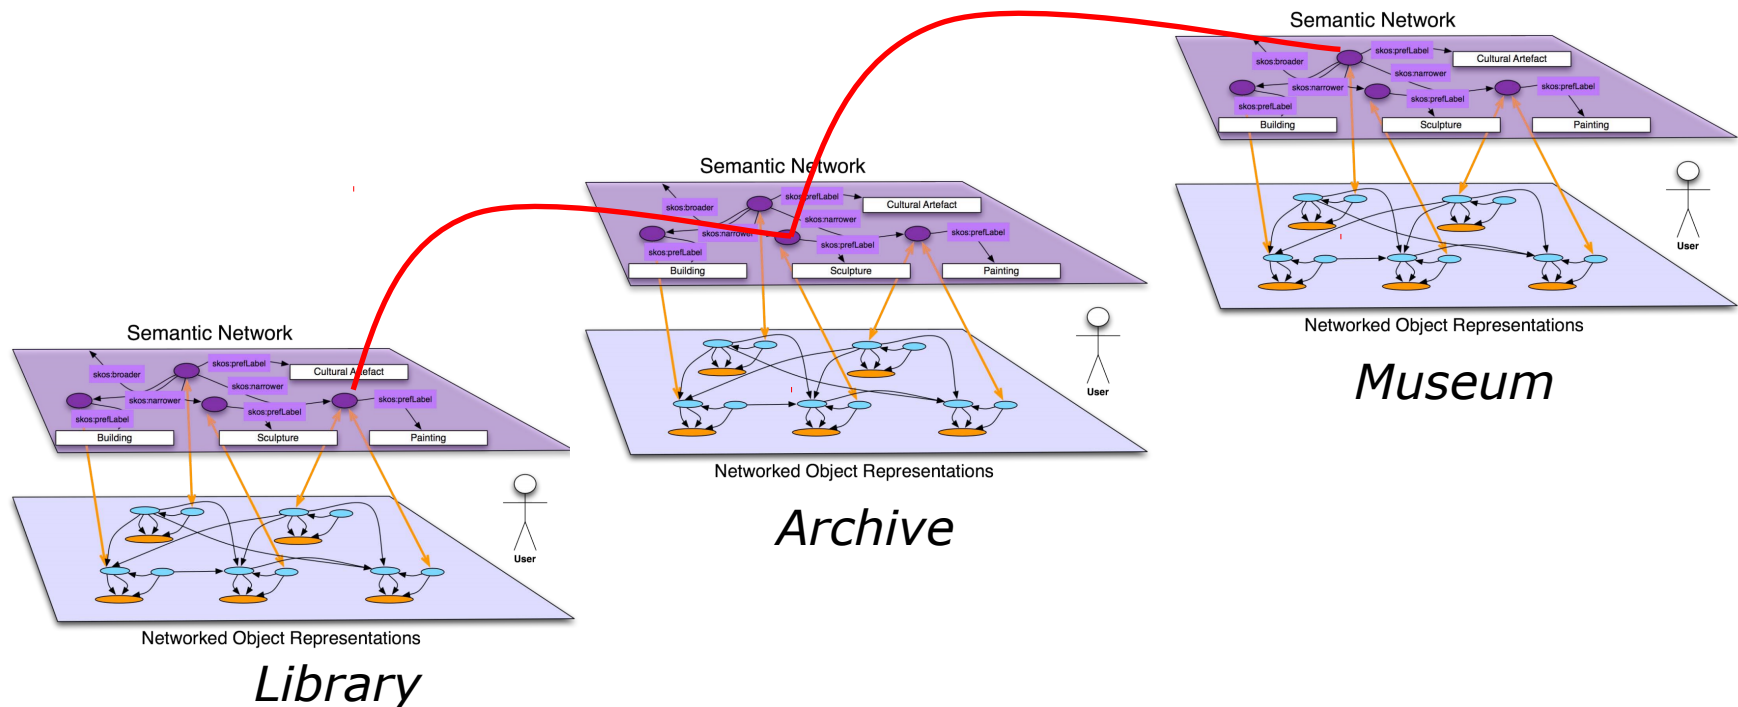 Semantic Network
skos:prefLabel
skos:broader
Cultural Artefact
skos:narrower
skos:narrower
skos:prefLabel
skos:prefLabel
skos:prefLabel
Building
Sculpture
Painting
User
Networked Object Representations
Museum
Semantic Network
skos:prefLabel
skos:broader
Cultural Artefact
skos:narrower
skos:narrower
skos:prefLabel
skos:prefLabel
skos:prefLabel
Building
Sculpture
Painting
User
Networked Object Representations
Archive
Semantic Network
skos:prefLabel
skos:broader
Cultural Artefact
skos:narrower
skos:narrower
skos:prefLabel
skos:prefLabel
skos:prefLabel
Building
Sculpture
Painting
User
Networked Object Representations
Library